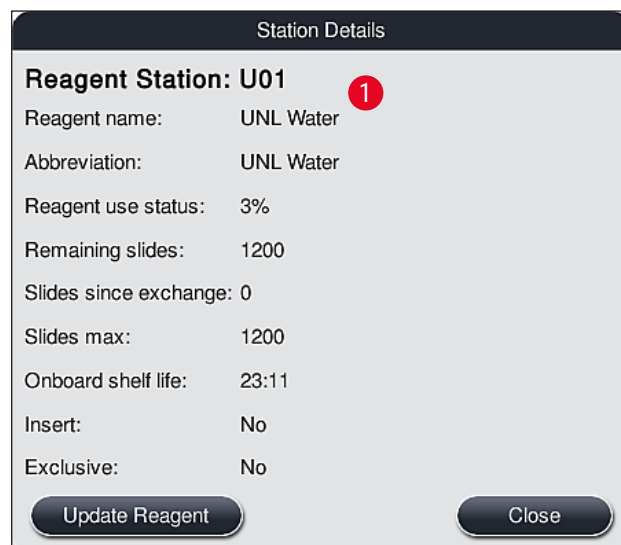 Station Details
Reagent Station: U01
1
Reagent name: UNL Water
Abbreviation: UNL Water
Reagent use status: 3%
Remaining slides: 1200
Slides since exchange: 0
Slides max: 1200
Onboard shelf life: 23:11
Insert: No
Exclusive: No
Update Reagent Close